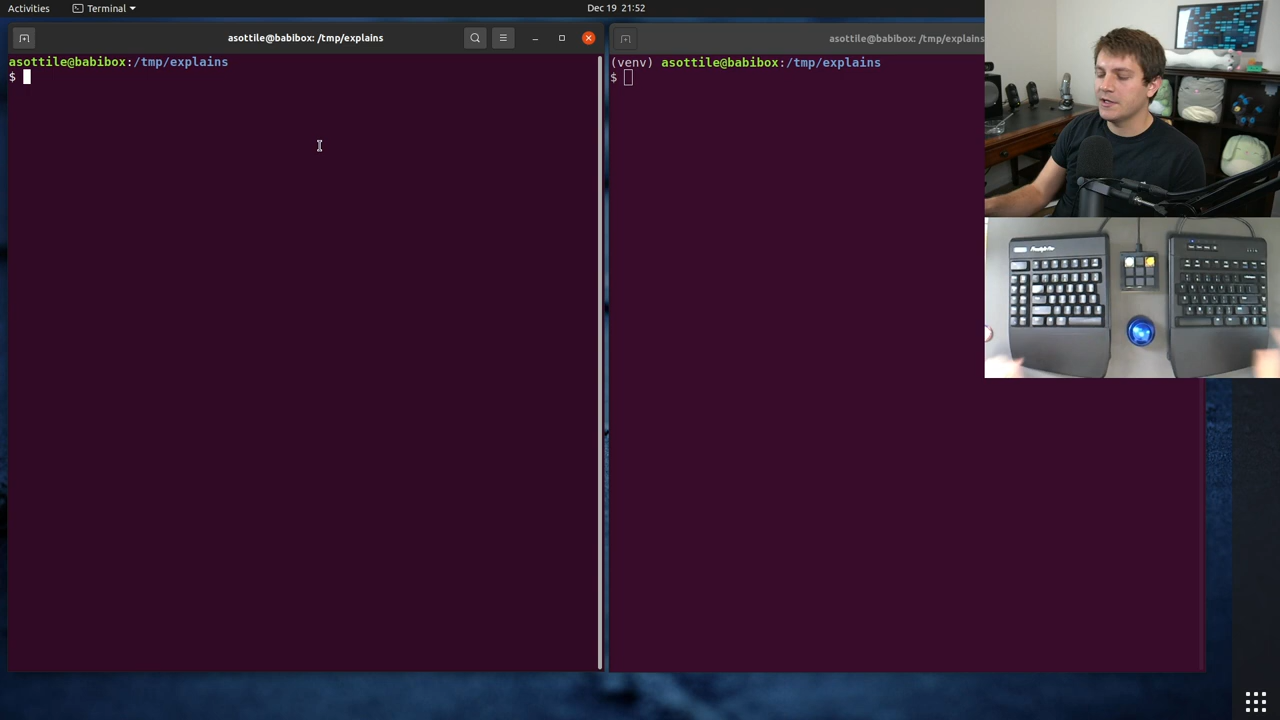 Activities
Terminal
Dec 19 21:52
asottile@babibox: /tmp/explains
asottile@babibox:/tmp/explains
$
asottile@babibox: /tmp/explains
(venv) asottile@babibox:/tmp/explains
$